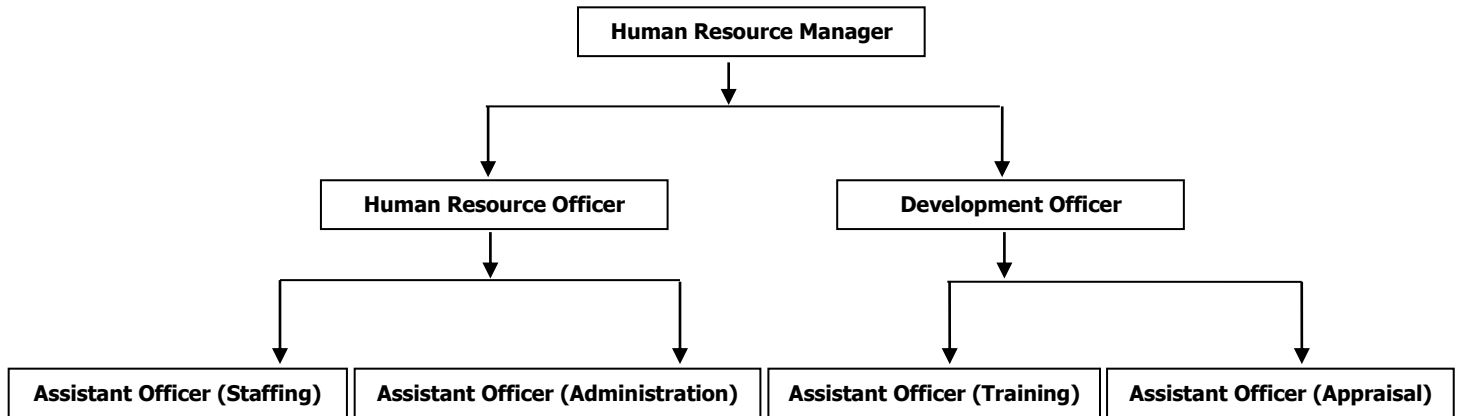 Human Resource Manager
Human Resource Officer
Development Officer
Assistant Officer (Staffing)
Assistant Officer (Administration)
Assistant Officer (Training)
Assistant Officer (Appraisal)